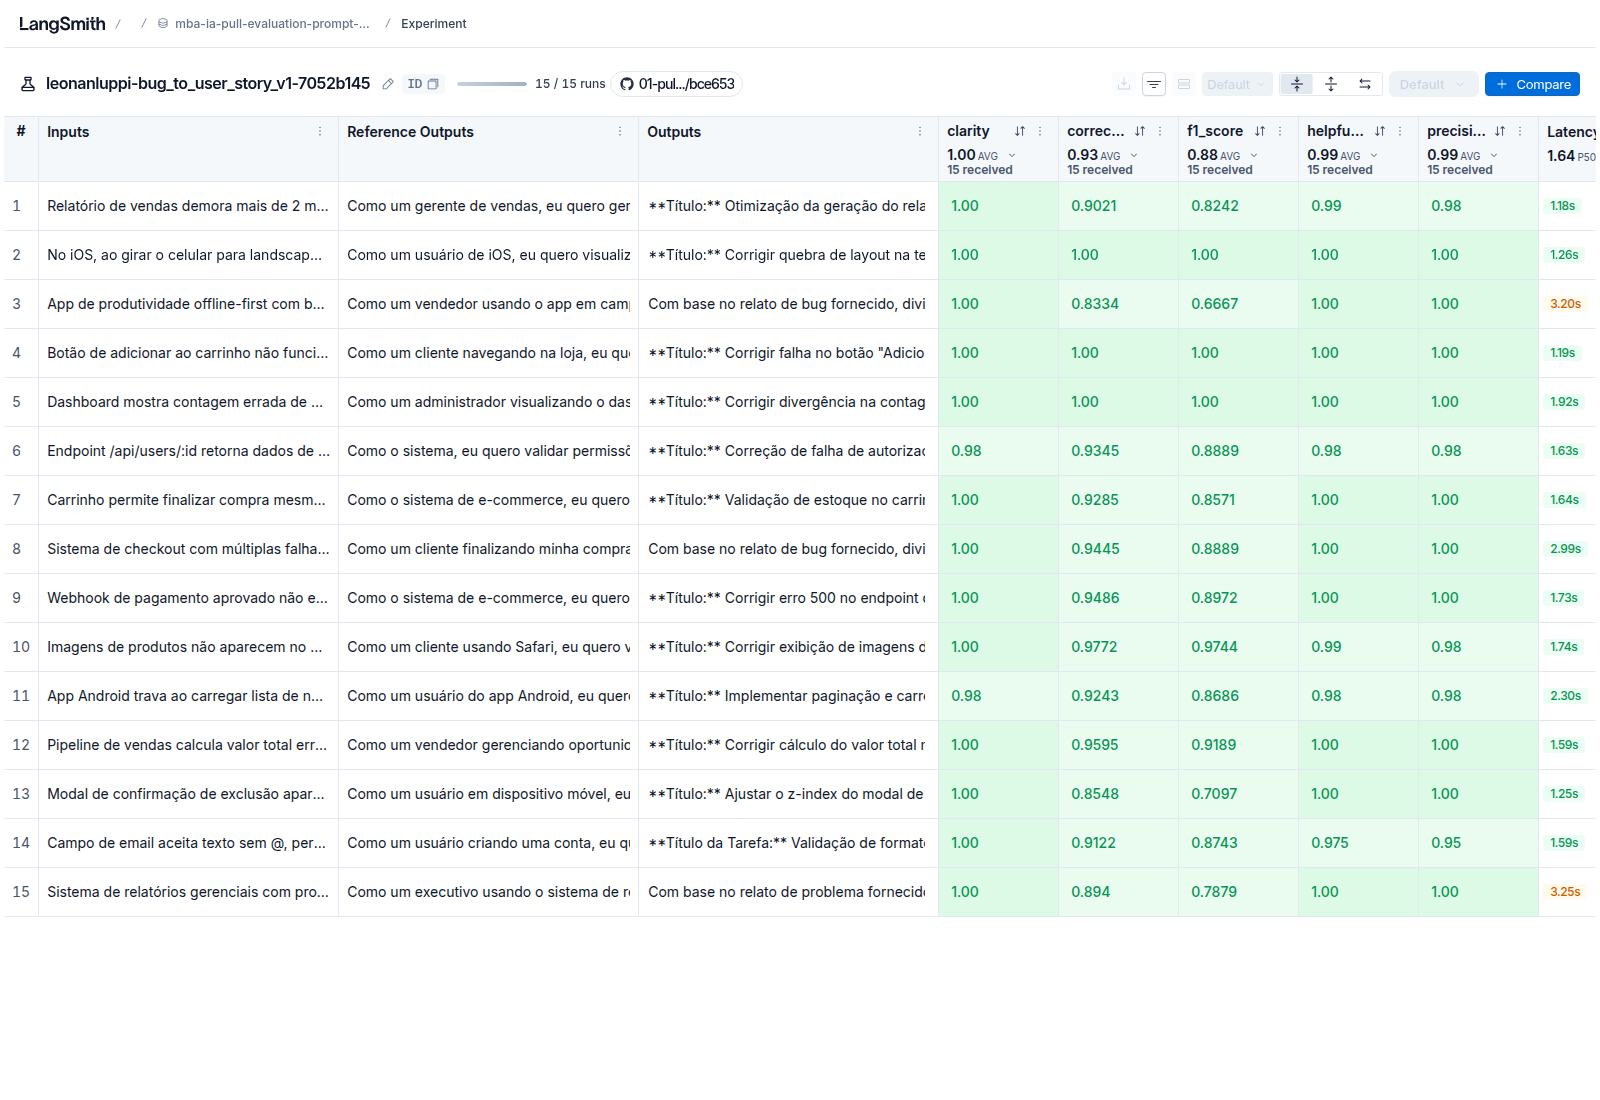 LangSmith / / mba-ia-pull-evaluation-prompt-... / Experiment
leonanluppi-bug_to_user_story_v1-7052b145 ID 15 / 15 runs 01-pul.../bce653 Default Default + Compare
# Inputs Reference Outputs Outputs clarity correc... f1_score helpfu... precisi... Latency
1.00 AVG 0.93 AVG 0.88 AVG 0.99 AVG 0.99 AVG 1.64 P50
15 received 15 received 15 received 15 received 15 received
1 Relatório de vendas demora mais de 2 m... Como um gerente de vendas, eu quero ger **Título:** Otimização da geração do rela 1.00 0.9021 0.8242 0.99 0.98 1.18s
2 No iOS, ao girar o celular para landscap... Como um usuário de iOS, eu quero visualiz **Título:** Corrigir quebra de layout na te 1.00 1.00 1.00 1.00 1.00 1.26s
3 App de produtividade offline-first com b... Como um vendedor usando o app em cam Com base no relato de bug fornecido, divi 1.00 0.8334 0.6667 1.00 1.00 3.20s
4 Botão de adicionar ao carrinho não funci... Como um cliente navegando na loja, eu qu **Título:** Corrigir falha no botão "Adicio 1.00 1.00 1.00 1.00 1.00 1.19s
5 Dashboard mostra contagem errada de ... Como um administrador visualizando o das **Título:** Corrigir divergência na contag 1.00 1.00 1.00 1.00 1.00 1.92s
6 Endpoint /api/users/:id retorna dados de ... Como o sistema, eu quero validar permissõ **Título:** Correção de falha de autorizaç 0.98 0.9345 0.8889 0.98 0.98 1.63s
7 Carrinho permite finalizar compra mesm... Como o sistema de e-commerce, eu quero **Título:** Validação de estoque no carrin 1.00 0.9285 0.8571 1.00 1.00 1.64s
8 Sistema de checkout com múltiplas falha... Como um cliente finalizando minha compra Com base no relato de bug fornecido, divi 1.00 0.9445 0.8889 1.00 1.00 2.99s
9 Webhook de pagamento aprovado não e... Como o sistema de e-commerce, eu quero **Título:** Corrigir erro 500 no endpoint 1.00 0.9486 0.8972 1.00 1.00 1.73s
10 Imagens de produtos não aparecem no ... Como um cliente usando Safari, eu quero v **Título:** Corrigir exibição de imagens d 1.00 0.9772 0.9744 0.99 0.98 1.74s
11 App Android trava ao carregar lista de n... Como um usuário do app Android, eu quer **Título:** Implementar paginação e carre 0.98 0.9243 0.8686 0.98 0.98 2.30s
12 Pipeline de vendas calcula valor total err... Como um vendedor gerenciando oportunid **Título:** Corrigir cálculo do valor total 1.00 0.9595 0.9189 1.00 1.00 1.59s
13 Modal de confirmação de exclusão apar... Como um usuário em dispositivo móvel, eu **Título:** Ajustar o z-index do modal de 1.00 0.8548 0.7097 1.00 1.00 1.25s
14 Campo de email aceita texto sem @, per... Como um usuário criando uma conta, eu q **Título da Tarefa:** Validação de format 1.00 0.9122 0.8743 0.975 0.95 1.59s
15 Sistema de relatórios gerenciais com pro... Como um executivo usando o sistema de r Com base no relato de problema fornecid 1.00 0.894 0.7879 1.00 1.00 3.25s